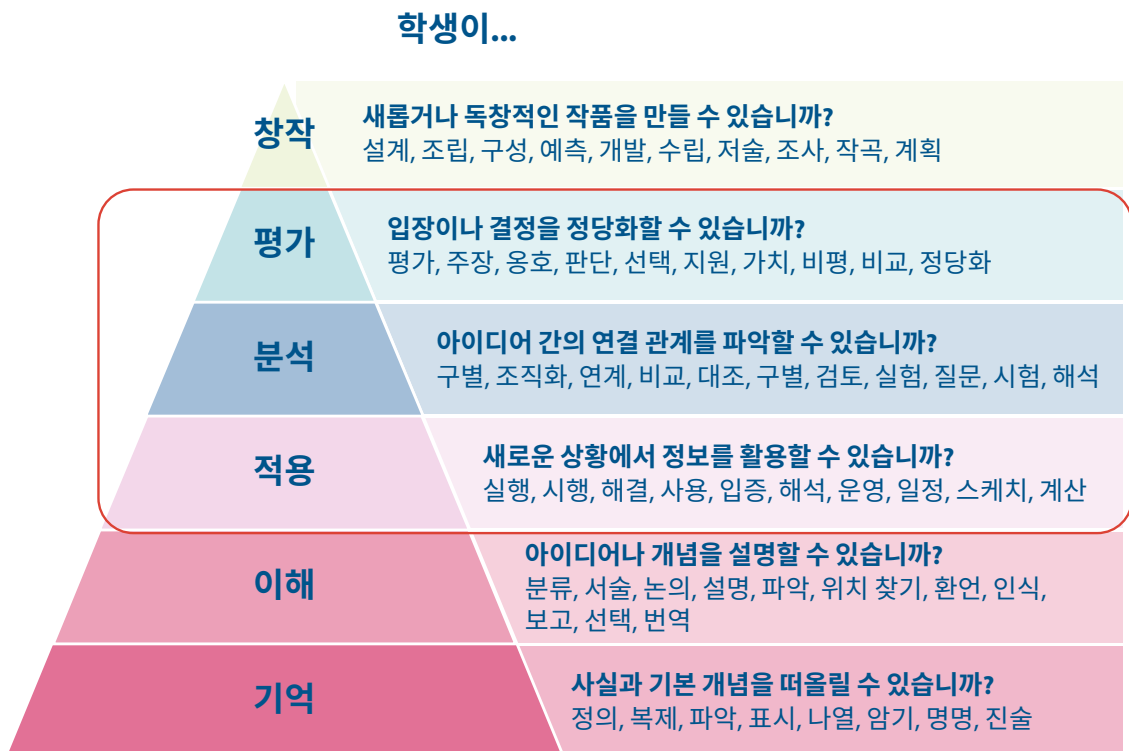 학생이...
창작
새롭거나 독창적인 작품을 만들 수 있습니까?
설계, 조립, 구성, 예측, 개발, 수립, 저술, 조사, 작곡, 계획
평가
입장이나 결정을 정당화할 수 있습니까?
평가, 주장, 옹호, 판단, 선택, 지원, 가치, 비평, 비교, 정당화
분석
아이디어 간의 연결 관계를 파악할 수 있습니까?
구별, 조직화, 연계, 비교, 대조, 구별, 검토, 실험, 질문, 시험, 해석
적용
새로운 상황에서 정보를 활용할 수 있습니까?
실행, 시행, 해결, 사용, 입증, 해석, 운영, 일정, 스케치, 계산
이해
아이디어나 개념을 설명할 수 있습니까?
분류, 서술, 논의, 설명, 파악, 위치 찾기, 환언, 인식,
보고, 선택, 번역
기억
사실과 기본 개념을 떠올릴 수 있습니까?
정의, 복제, 파악, 표시, 나열, 암기, 명명, 진술